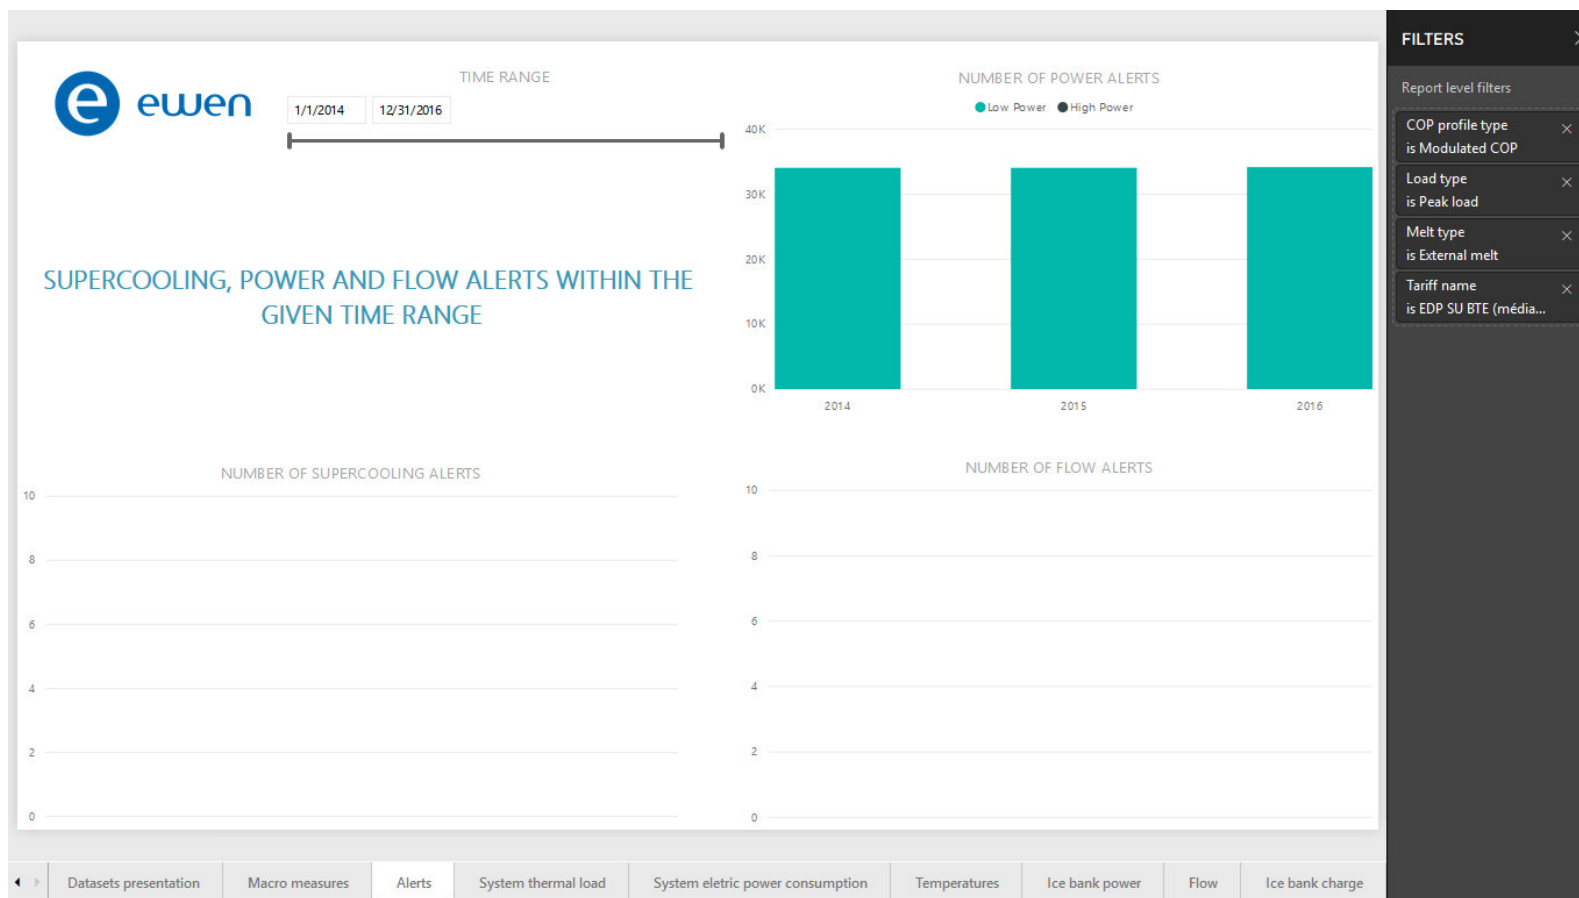 ewen
TIME RANGE
1/1/2014 12/31/2016
SUPERCOOLING, POWER AND FLOW ALERTS WITHIN THE
GIVEN TIME RANGE
NUMBER OF POWER ALERTS
Low Power High Power
40K
30K
20K
10K
0K
2014 2015 2016
NUMBER OF SUPERCOOLING ALERTS
10
8
6
4
2
0
NUMBER OF FLOW ALERTS
10
8
6
4
2
0
FILTERS
Report level filters
COP profile type
is Modulated COP
Load type
is Peak load
Melt type
is External melt
Tariff name
is EDP SU BTE (média...
Datasets presentation Macro measures Alerts System thermal load System eletric power consumption Temperatures Ice bank power Flow Ice bank charge